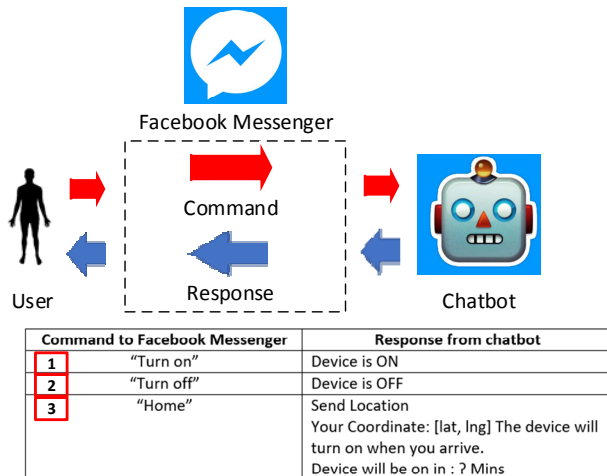 Facebook Messenger
Command
Response
User
Chatbot
Command to Facebook Messenger Response from chatbot
1 “Turn on” Device is ON
2 “Turn off” Device is OFF
3 “Home” Send Location
Your Coordinate: [lat, lng] The device will
turn on when you arrive.
Device will be on in : ? Mins